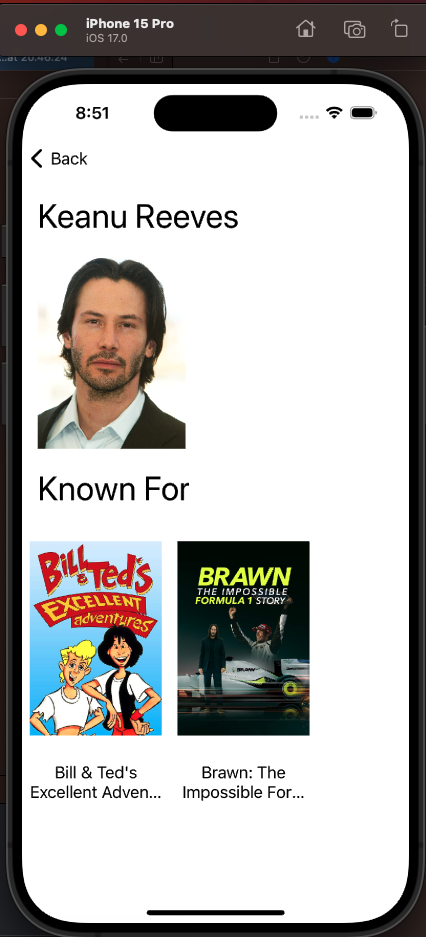 iPhone 15 Pro
iOS 17.0
...at 20.46.24
8:51
Back
Keanu Reeves
Known For
Bill & Ted's
EXCELLENT
adventures
BRAWN
THE IMPOSSIBLE
FORMULA 1 STORY
Bill & Ted's
Excellent Adven...
Brawn: The
Impossible For...